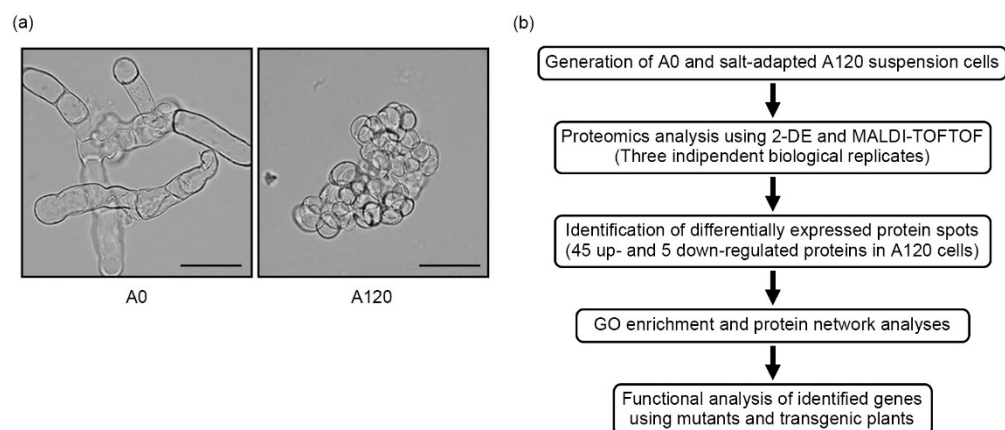 (a)
A0
A120
(b)
Generation of A0 and salt-adapted A120 suspension cells
Proteomics analysis using 2-DE and MALDI-TOFTOF
(Three indipendent biological replicates)
Identification of differentially expressed protein spots
(45 up- and 5 down-regulated proteins in A120 cells)
GO enrichment and protein network analyses
Functional analysis of identified genes
using mutants and transgenic plants